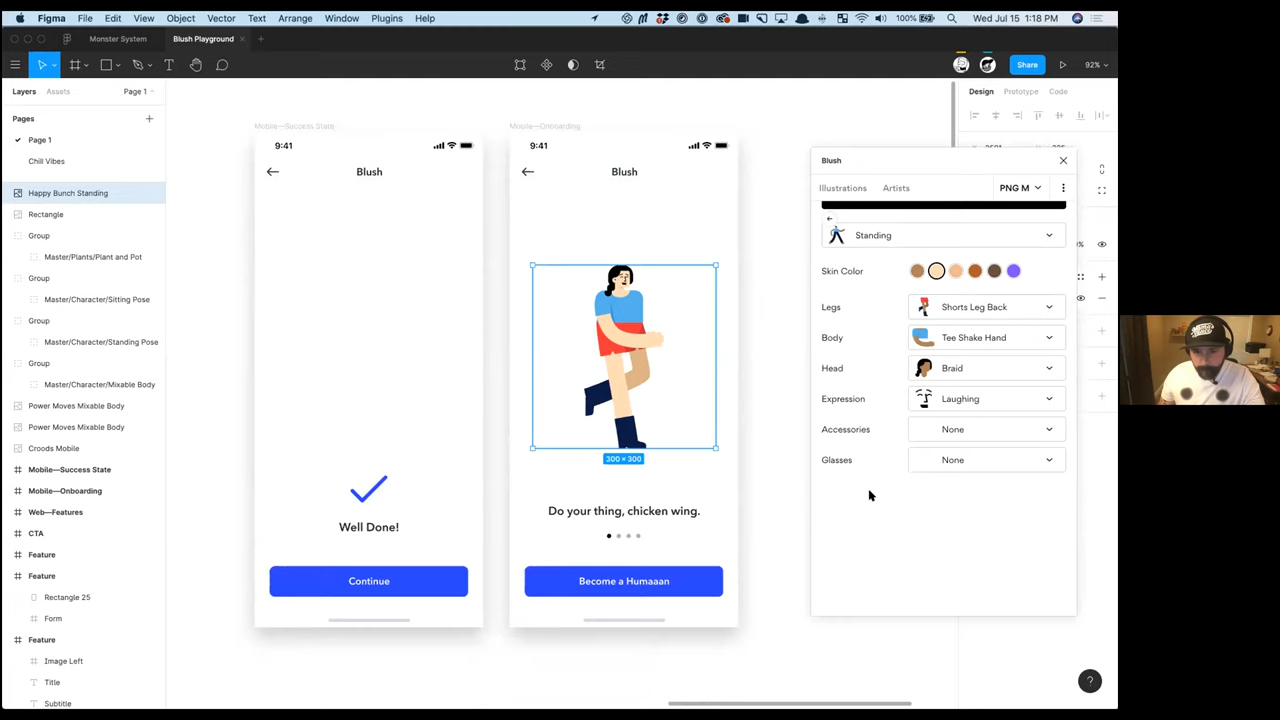 Figma File Edit View Object Vector Text Arrange Window Plugins Help 100% Wed Jul 15 1:18 PM
Monster System Blush Playground
Share 92%
Layers Assets Page 1
Pages
Page 1
Chill Vibes
Happy Bunch Standing
Rectangle
Group
Master/Plants/Plant and Pot
Group
Master/Character/Sitting Pose
Group
Master/Character/Standing Pose
Group
Master/Character/Mixable Body
Power Moves Mixable Body
Power Moves Mixable Body
Croods Mobile
Mobile—Success State
Mobile—Onboarding
Web—Features
CTA
Feature
Feature
Rectangle 25
Form
Feature
Image Left
Title
Subtitle
Mobile—Success State
9:41
Blush
Well Done!
Continue
Mobile—Onboarding
9:41
Blush
300 × 300
Do your thing, chicken wing.
Become a Humaaan
Design Prototype Code
Blush
Illustrations Artists PNG M
Standing
Skin Color
Legs Shorts Leg Back
Body Tee Shake Hand
Head Braid
Expression Laughing
Accessories None
Glasses None
?